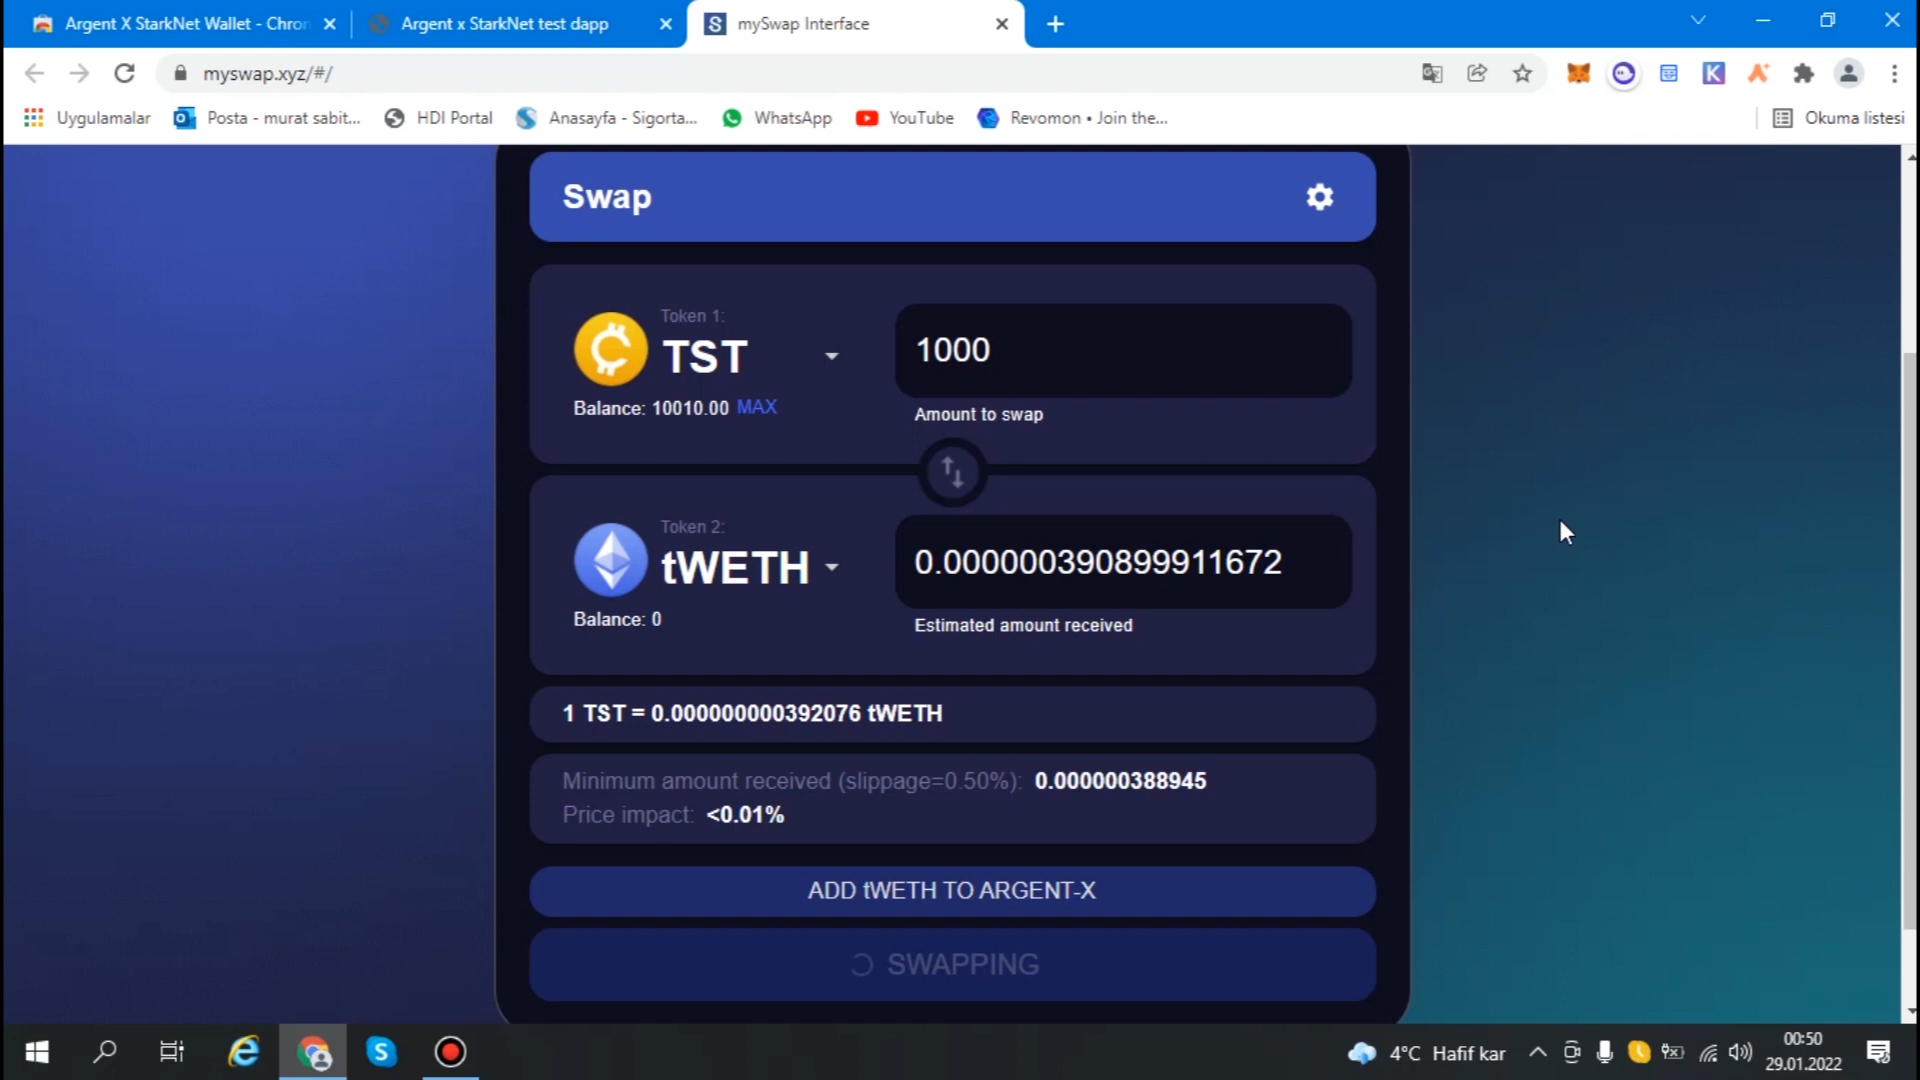 Argent X StarkNet Wallet - Chron
Argent x StarkNet test dapp
mySwap Interface
myswap.xyz/#/
Uygulamalar
Posta - murat sabit...
HDI Portal
Anasayfa - Sigorta...
WhatsApp
YouTube
Revomon • Join the...
Okuma listesi
Swap
Token 1:
TST
1000
Balance: 10010.00 MAX
Amount to swap
Token 2:
tWETH
0.000000390899911672
Balance: 0
Estimated amount received
1 TST = 0.000000000392076 tWETH
Minimum amount received (slippage=0.50%): 0.000000388945
Price impact: <0.01%
ADD tWETH TO ARGENT-X
SWAPPING
4°C Hafif kar
00:50
29.01.2022